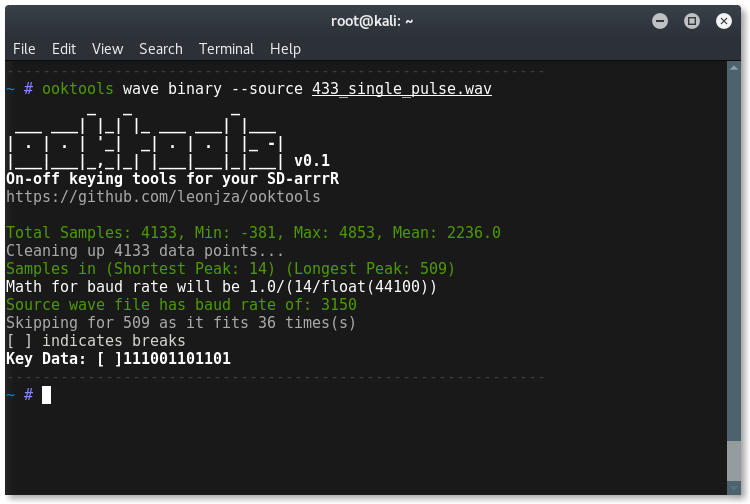 root@kali: ~
File Edit View Search Terminal Help
------------------------------------------------------------
~ # ooktools wave binary --source 433_single_pulse.wav
ooktools
v0.1
On-off keying tools for your SD-arrrR
https://github.com/leonjza/ooktools
Total Samples: 4133, Min: -381, Max: 4853, Mean: 2236.0
Cleaning up 4133 data points...
Samples in (Shortest Peak: 14) (Longest Peak: 509)
Math for baud rate will be 1.0/(14/float(44100))
Source wave file has baud rate of: 3150
Skipping for 509 as it fits 36 times(s)
[ ] indicates breaks
Key Data: [ ]111001101101
------------------------------------------------------------
~ #